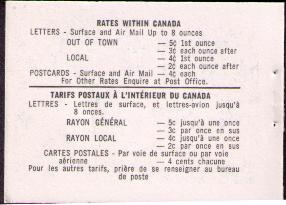 RATES WITHIN CANADA
LETTERS - Surface and Air Mail Up to 8 ounces
OUT OF TOWN — 5¢ 1st ounce
— 3¢ each ounce after
LOCAL — 4¢ 1st ounce
— 2¢ each ounce after
POSTCARDS - Surface and Air Mail — 4¢ each
For Other Rates Enquire at Post Office.
TARIFS POSTAUX À L'INTÉRIEUR DU CANADA
LETTRES - Lettres de surface, et lettres-avion jusqu'à
8 onces.
RAYON GÉNÉRAL — 5c jusqu'à une once
— 3c par once en sus
RAYON LOCAL — 4c jusqu'à une once
— 2c par once en sus
CARTES POSTALES - Par voie de surface ou par voie
aérienne — 4 cents chacune
Pour les autres tarifs, prière de se renseigner au bureau
de poste